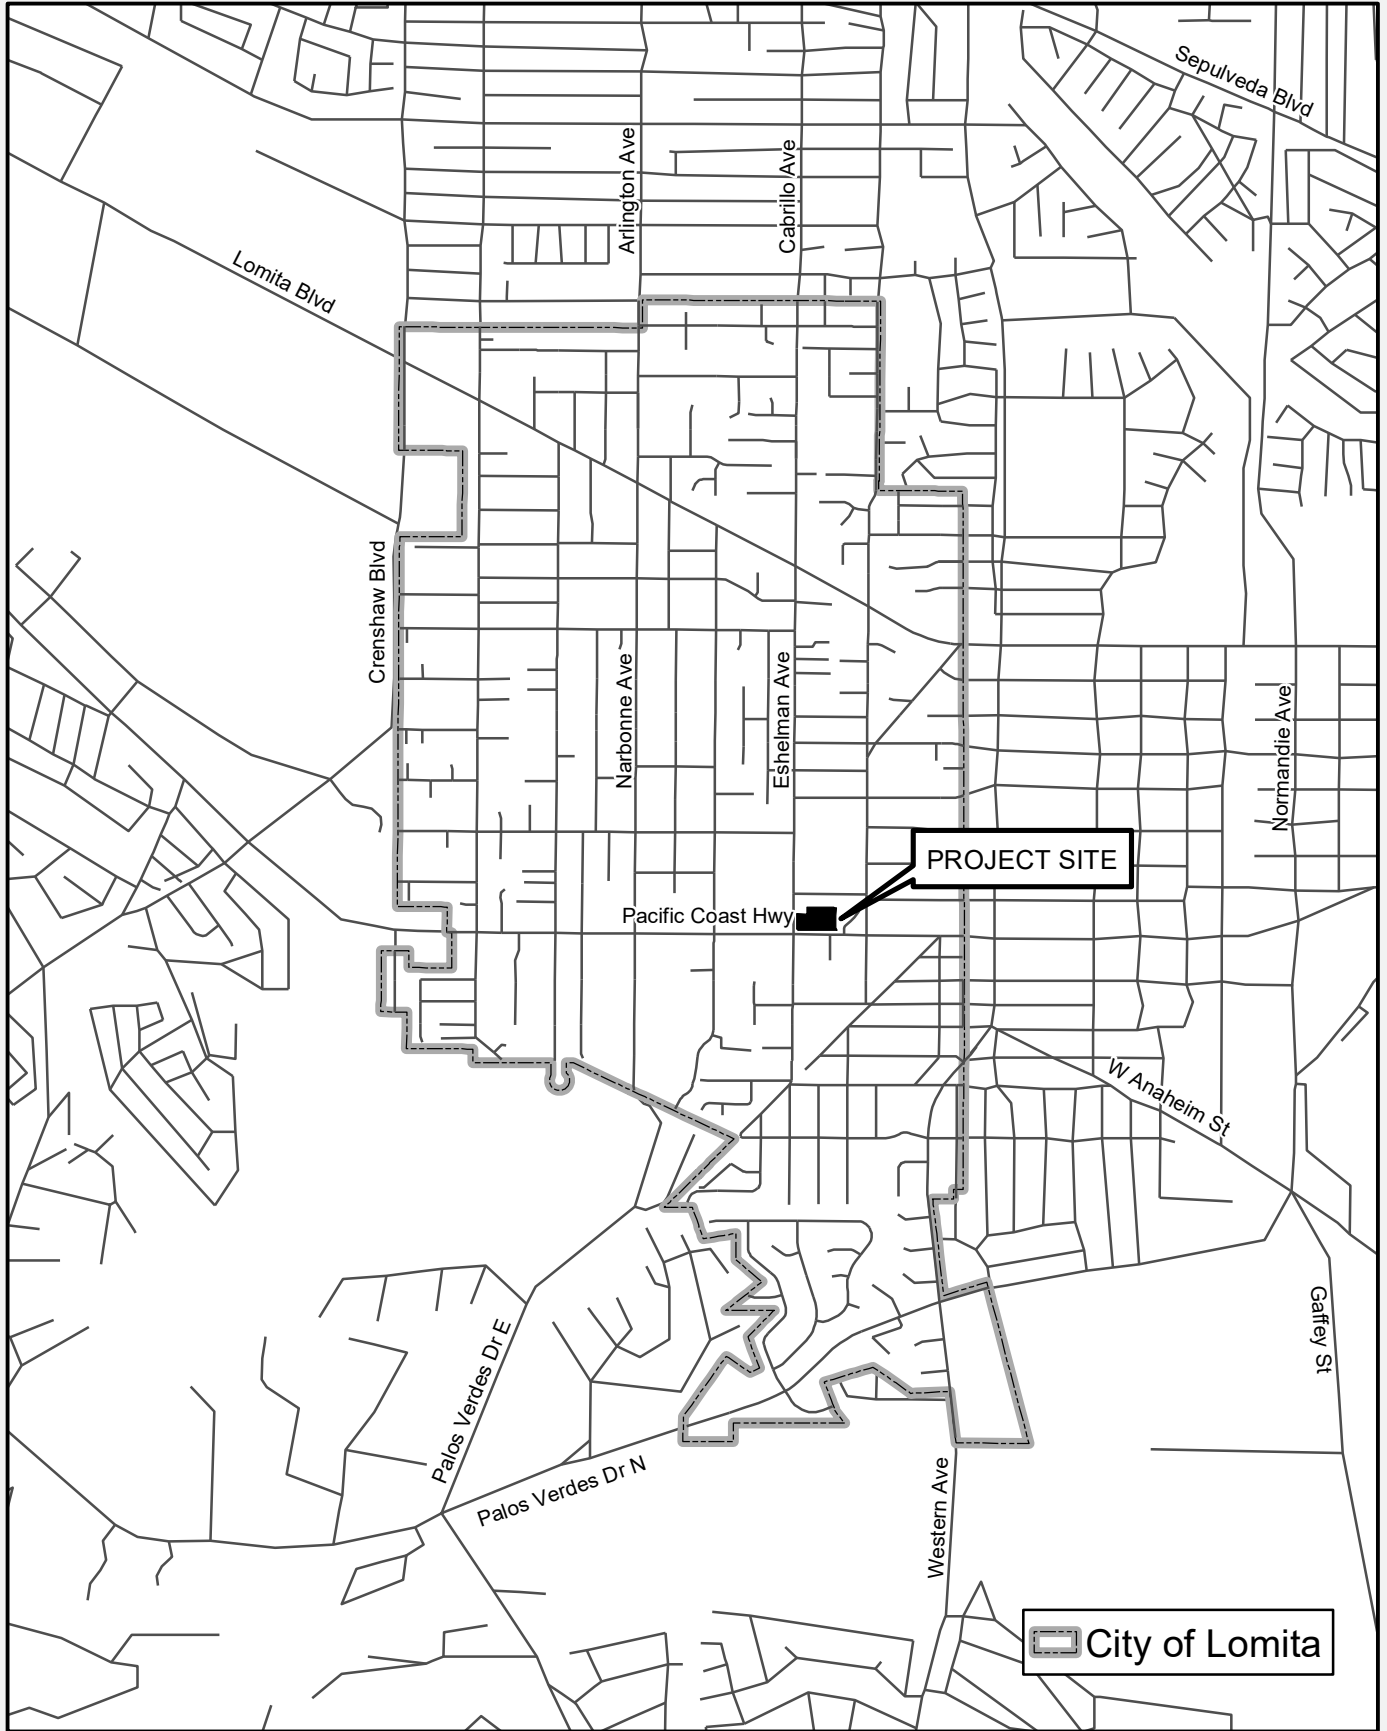 Sepulveda Blvd
Arlington Ave
Cabrillo Ave
Lomita Blvd
Crenshaw Blvd
Narbonne Ave
Eshelman Ave
Normandie Ave
PROJECT SITE
Pacific Coast Hwy
W Anaheim St
Gaffey St
Palos Verdes Dr E
Palos Verdes Dr N
Western Ave
City of Lomita